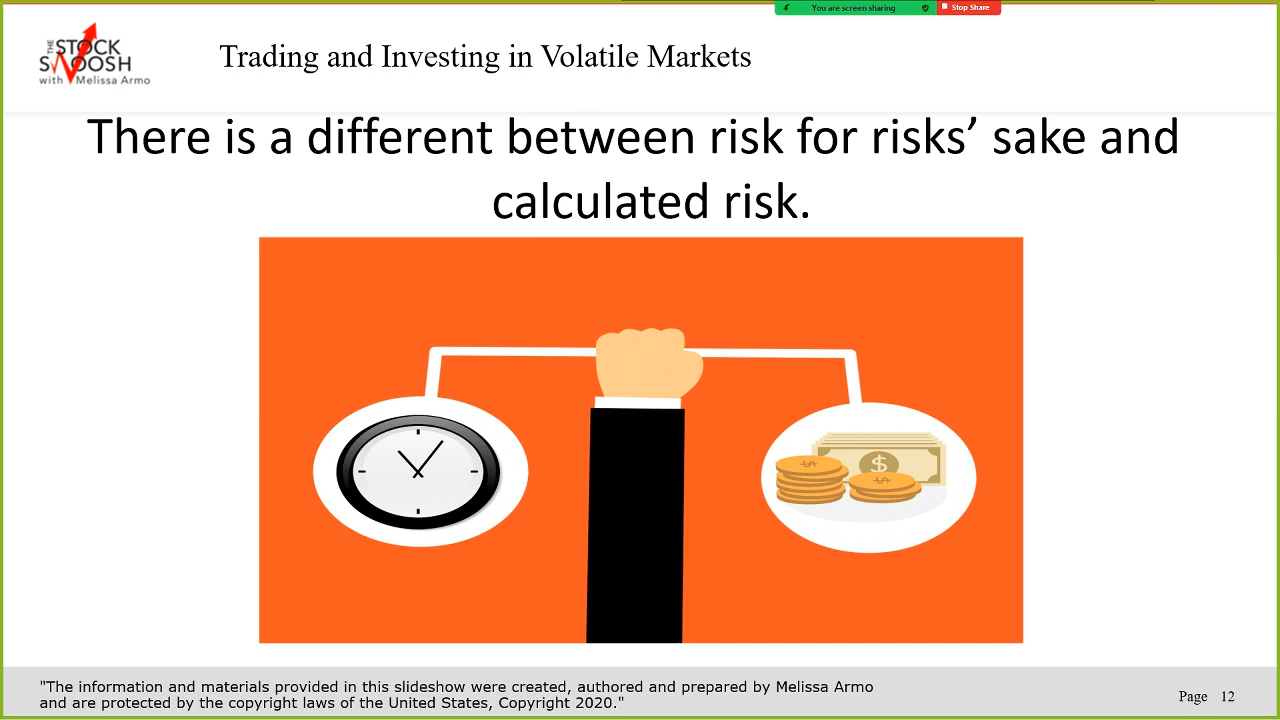 You are screen sharing
Stop Share
THE STOCK
SWOOSH
with Melissa Armo
Trading and Investing in Volatile Markets
There is a different between risk for risks’ sake and
calculated risk.
$
$
$
"The information and materials provided in this slideshow were created, authored and prepared by Melissa Armo
and are protected by the copyright laws of the United States, Copyright 2020."
Page 12